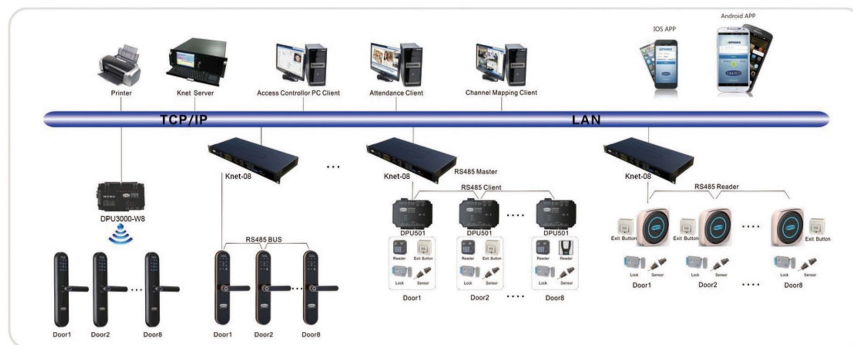 IOS APP
Android APP
Printer
Knet Server
Access Controllor PC Client
Attendance Client
Channel Mapping Client
TCP/IP
LAN
Knet-08
Knet-08
RS485 Master
Knet-08
RS485 Client
RS485 Reader
DPU3000-W8
DPU501
DPU501
DPU501
RS485 BUS
Exit Button
Exit Button
Exit Button
Reader
Exit Button
Reader
Exit Button
Reader
Reader
Lock
Sensor
Lock
Sensor
Lock
Sensor
Lock
Sensor
Lock
Sensor
Lock
Sensor
Door1
Door2
Door8
Door1
Door2
Door8
Door1
Door2
Door8
Door1
Door2
Door8